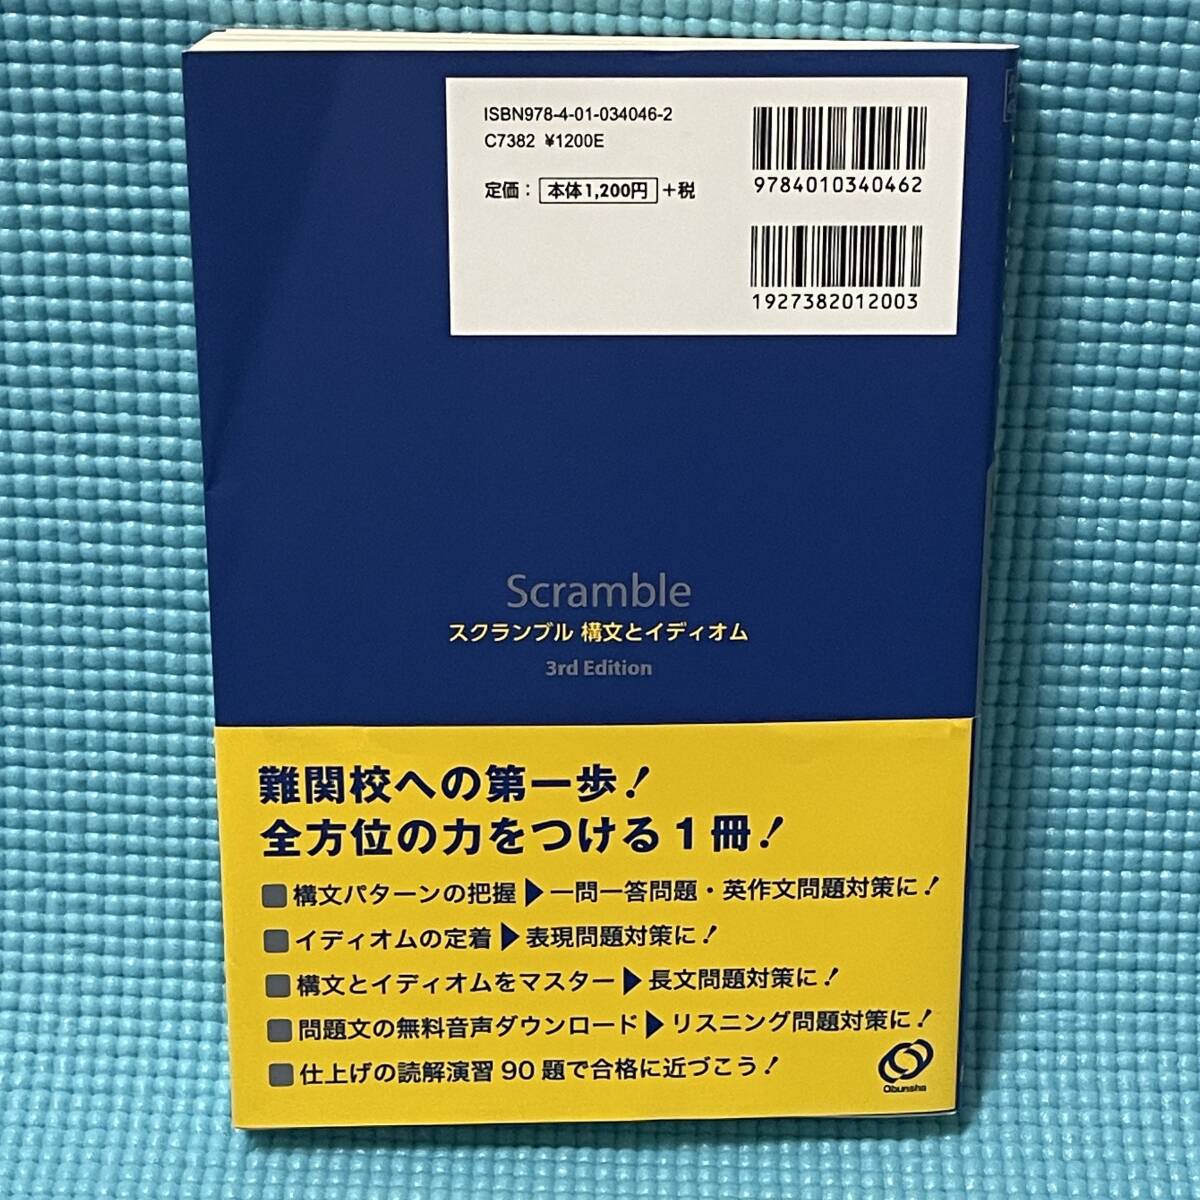 ISBN978-4-01-034046-2
C7382 ¥1200E
定価： 本体1,200円 +税
9784010340462
1927382012003
Scramble
スクランブル 構文とイディオム
3rd Edition
難関校への第一歩！
全方位の力をつける1冊！
■構文パターンの把握▶一問一答問題・英作文問題対策に！
■イディオムの定着▶表現問題対策に！
■構文とイディオムをマスター▶長文問題対策に！
■問題文の無料音声ダウンロード▶リスニング問題対策に！
■仕上げの読解演習90題で合格に近づこう！
Obunsha